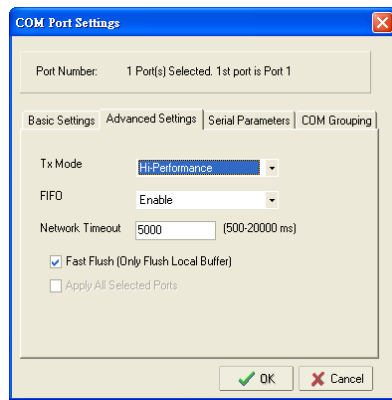 COM Port Settings
Port Number: 1 Port(s) Selected. 1st port is Port 1
Basic Settings Advanced Settings Serial Parameters COM Grouping
Tx Mode Hi-Performance
FIFO Enable
Network Timeout 5000 (500-20000 ms)
Fast Flush (Only Flush Local Buffer)
Apply All Selected Ports
OK Cancel